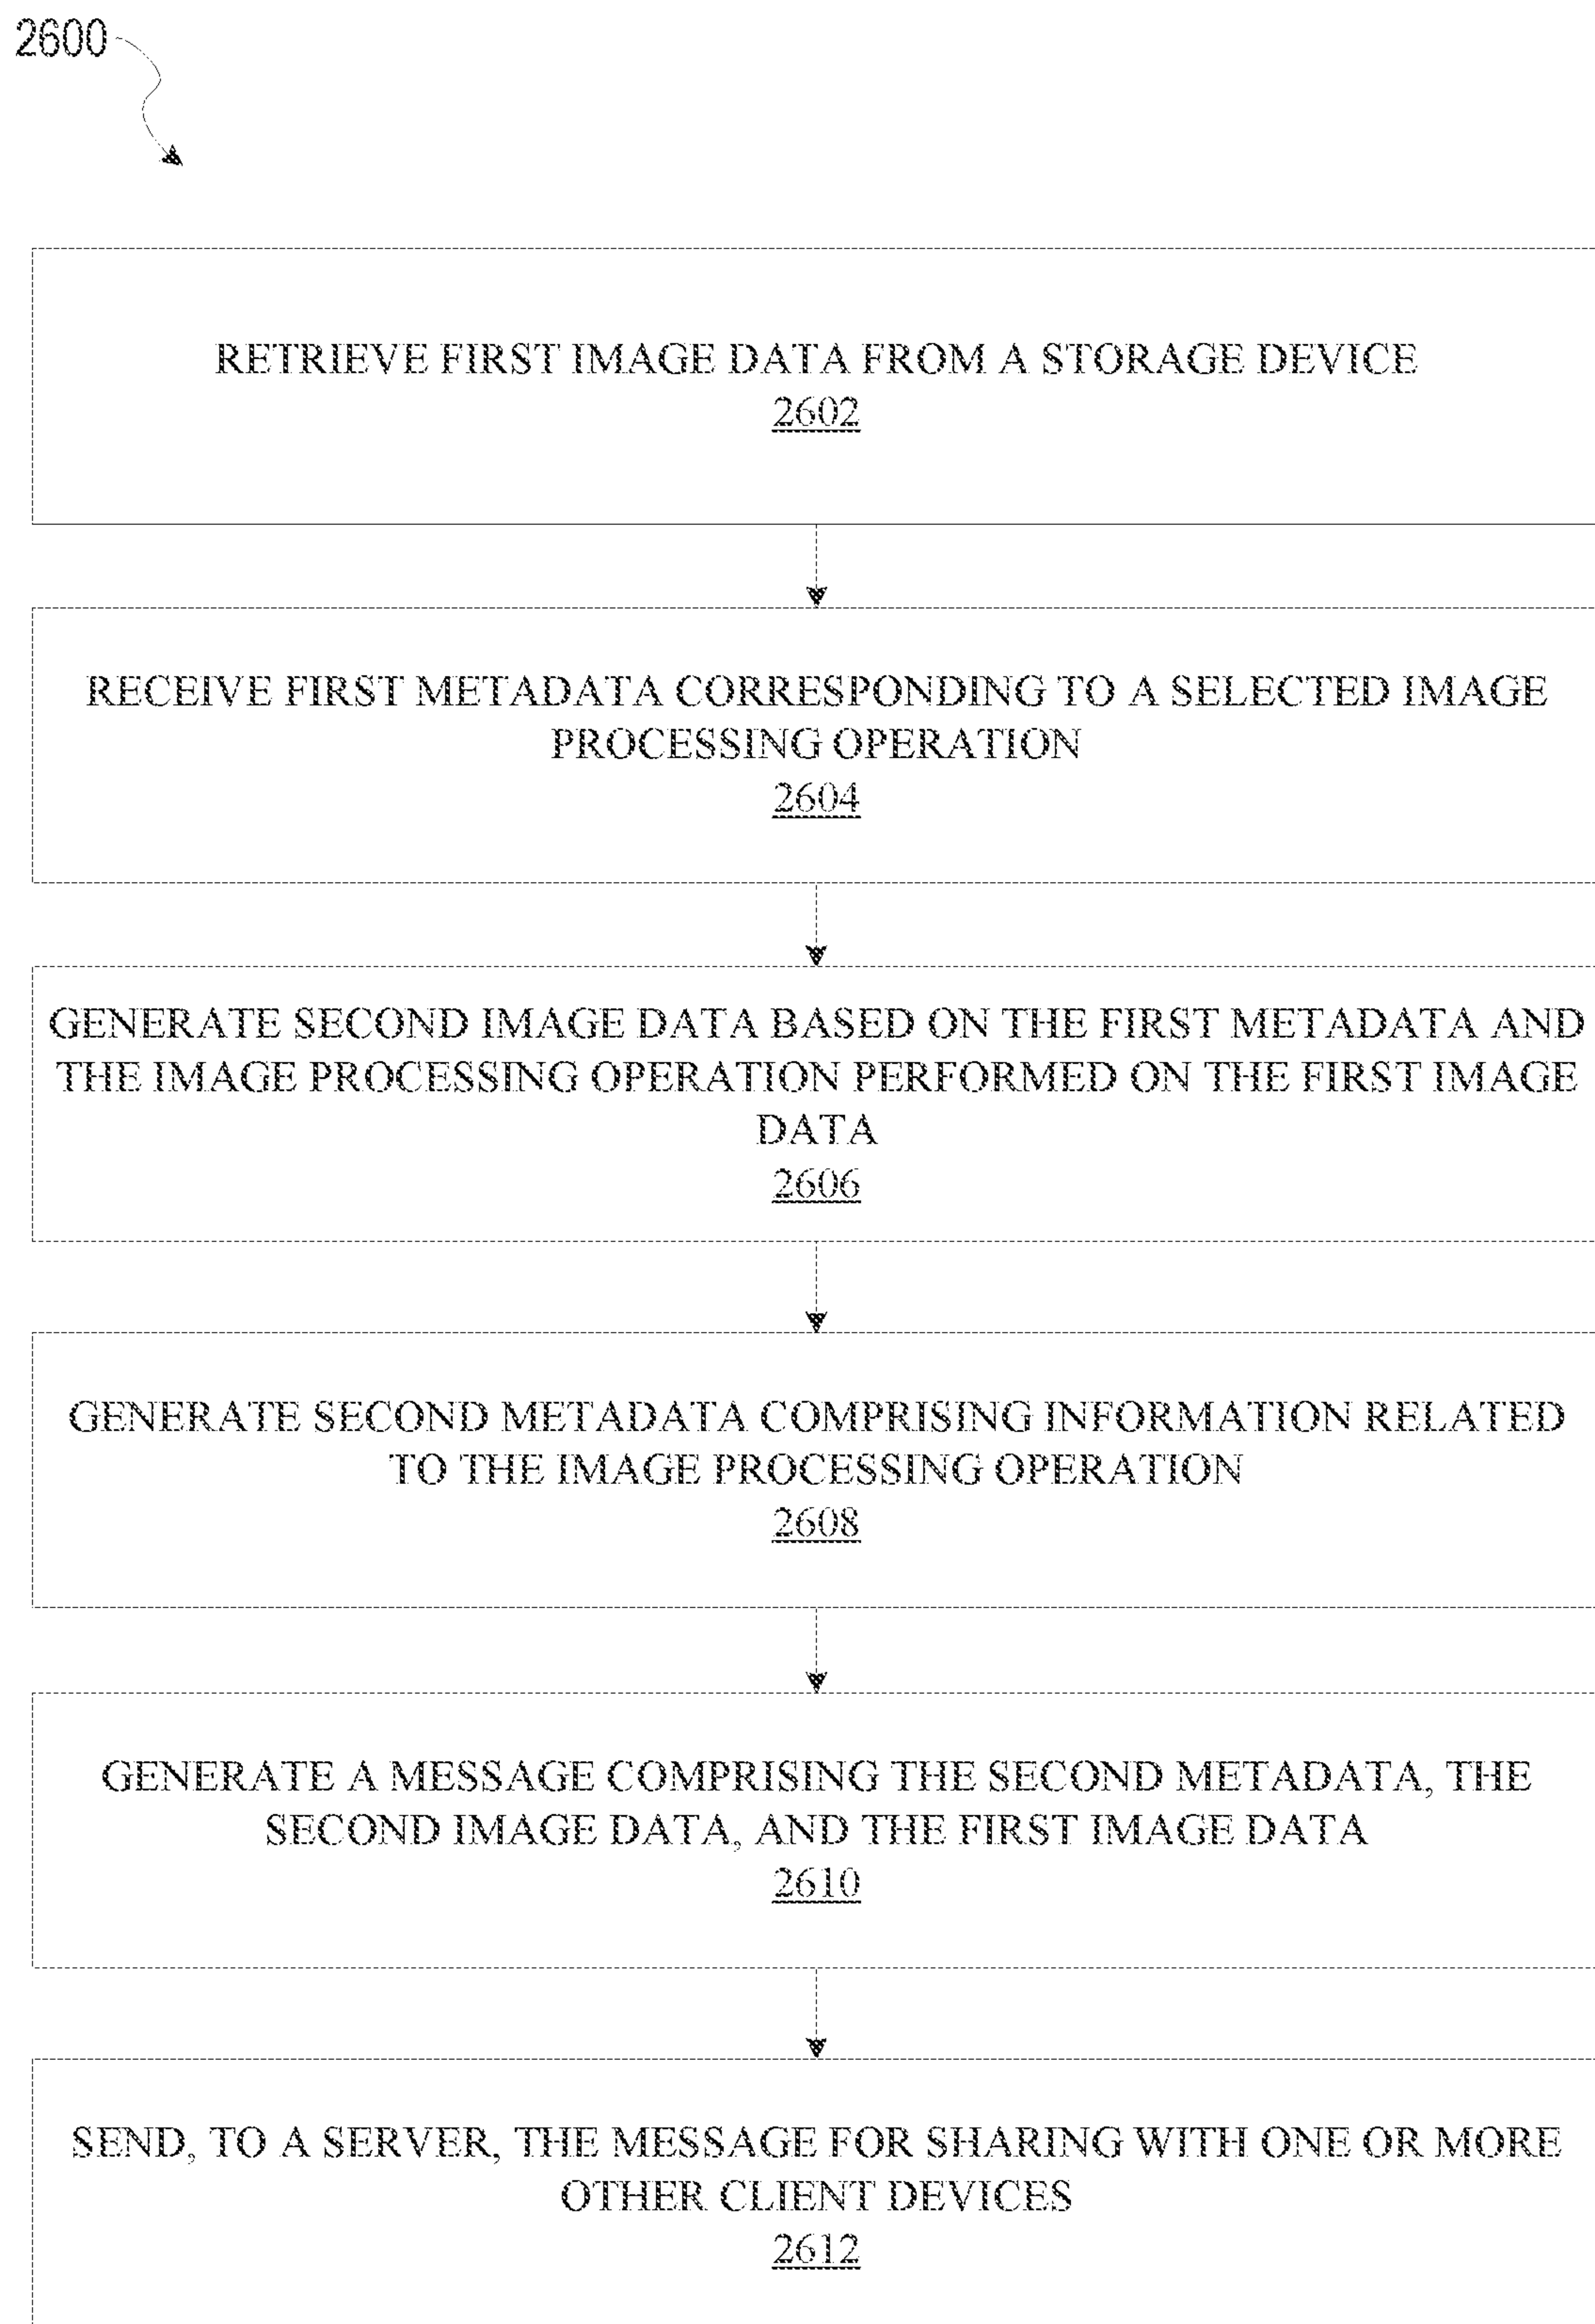 2600
RETRIEVE FIRST IMAGE DATA FROM A STORAGE DEVICE
2602
RECEIVE FIRST METADATA CORRESPONDING TO A SELECTED IMAGE
PROCESSING OPERATION
2604
GENERATE SECOND IMAGE DATA BASED ON THE FIRST METADATA AND
THE IMAGE PROCESSING OPERATION PERFORMED ON THE FIRST IMAGE
DATA
2606
GENERATE SECOND METADATA COMPRISING INFORMATION RELATED
TO THE IMAGE PROCESSING OPERATION
2608
GENERATE A MESSAGE COMPRISING THE SECOND METADATA, THE
SECOND IMAGE DATA, AND THE FIRST IMAGE DATA
2610
SEND, TO A SERVER, THE MESSAGE FOR SHARING WITH ONE OR MORE
OTHER CLIENT DEVICES
2612